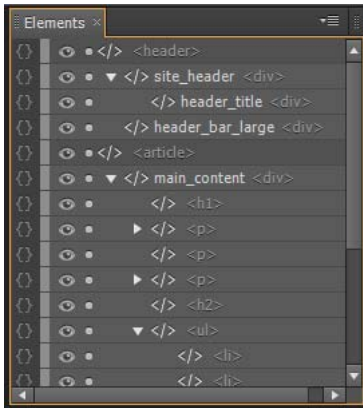 Elements ×
{} </> <header>
{} </> site_header <div>
{} </> header_title <div>
{} </> header_bar_large <div>
{} </> <article>
{} </> main_content <div>
{} </> <h1>
{} </> <p>
{} </> <p>
{} </> <p>
{} </> <h2>
{} </> <ul>
{} </> <li>
{} </> <li>